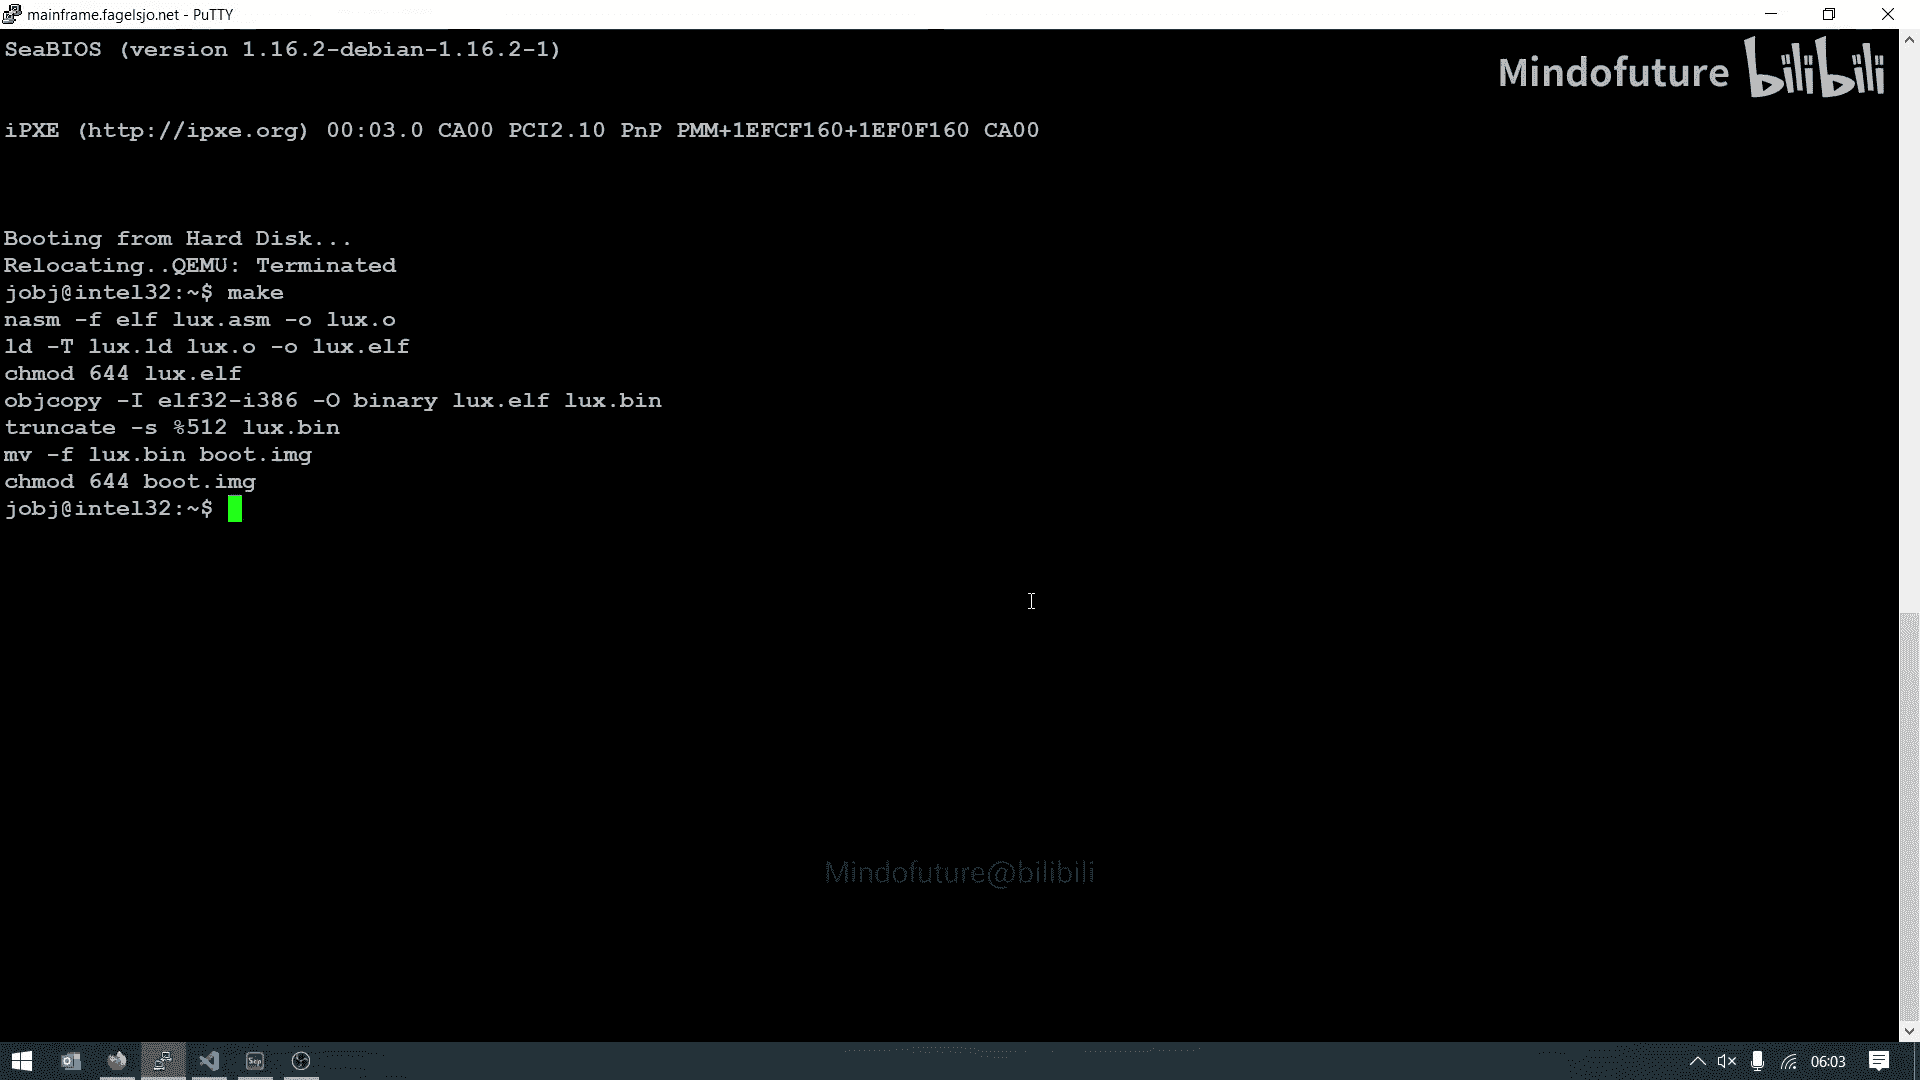 mainframe.fagelsjo.net - PuTTY
SeaBIOS (version 1.16.2-debian-1.16.2-1)
Mindofuture bilibili
iPXE (http://ipxe.org) 00:03.0 CA00 PCI2.10 PnP PMM+1EFCF160+1EF0F160 CA00
Booting from Hard Disk...
Relocating..QEMU: Terminated
jobj@intel32:~$ make
nasm -f elf lux.asm -o lux.o
ld -T lux.ld lux.o -o lux.elf
chmod 644 lux.elf
objcopy -I elf32-i386 -O binary lux.elf lux.bin
truncate -s %512 lux.bin
mv -f lux.bin boot.img
chmod 644 boot.img
jobj@intel32:~$
Mindofuture@bilibili
06:03